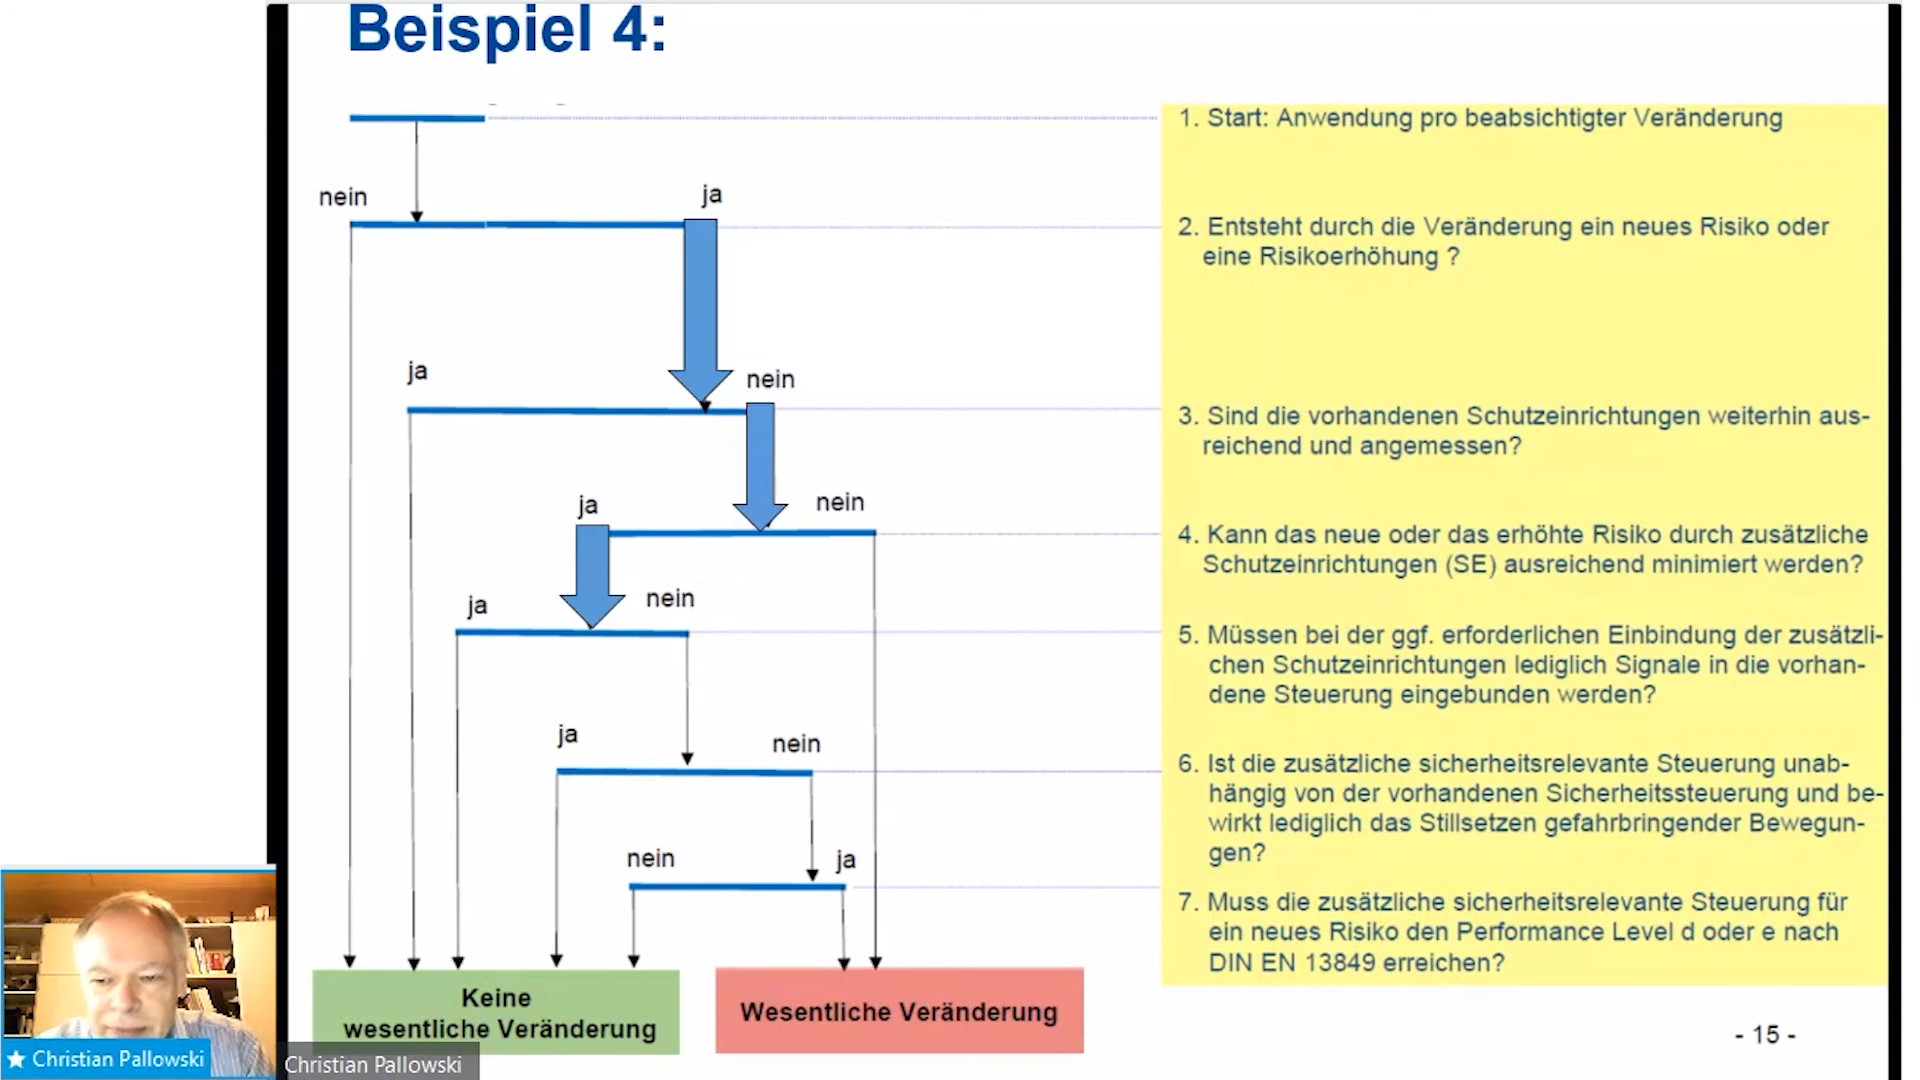 Beispiel 4:
1. Start: Anwendung pro beabsichtigter Veränderung
nein
ja
2. Entsteht durch die Veränderung ein neues Risiko oder
eine Risikoerhöhung ?
ja
nein
3. Sind die vorhandenen Schutzeinrichtungen weiterhin aus-
reichend und angemessen?
ja
nein
4. Kann das neue oder das erhöhte Risiko durch zusätzliche
Schutzeinrichtungen (SE) ausreichend minimiert werden?
ja
nein
5. Müssen bei der ggf. erforderlichen Einbindung der zusätzli-
chen Schutzeinrichtungen lediglich Signale in die vorhan-
dene Steuerung eingebunden werden?
ja
nein
6. Ist die zusätzliche sicherheitsrelevante Steuerung unab-
hängig von der vorhandenen Sicherheitssteuerung und be-
wirkt lediglich das Stillsetzen gefahrbringender Bewegun-
gen?
nein
ja
7. Muss die zusätzliche sicherheitsrelevante Steuerung für
ein neues Risiko den Performance Level d oder e nach
DIN EN 13849 erreichen?
Keine
wesentliche Veränderung
Wesentliche Veränderung
- 15 -
Christian Pallowski
Christian Pallowski